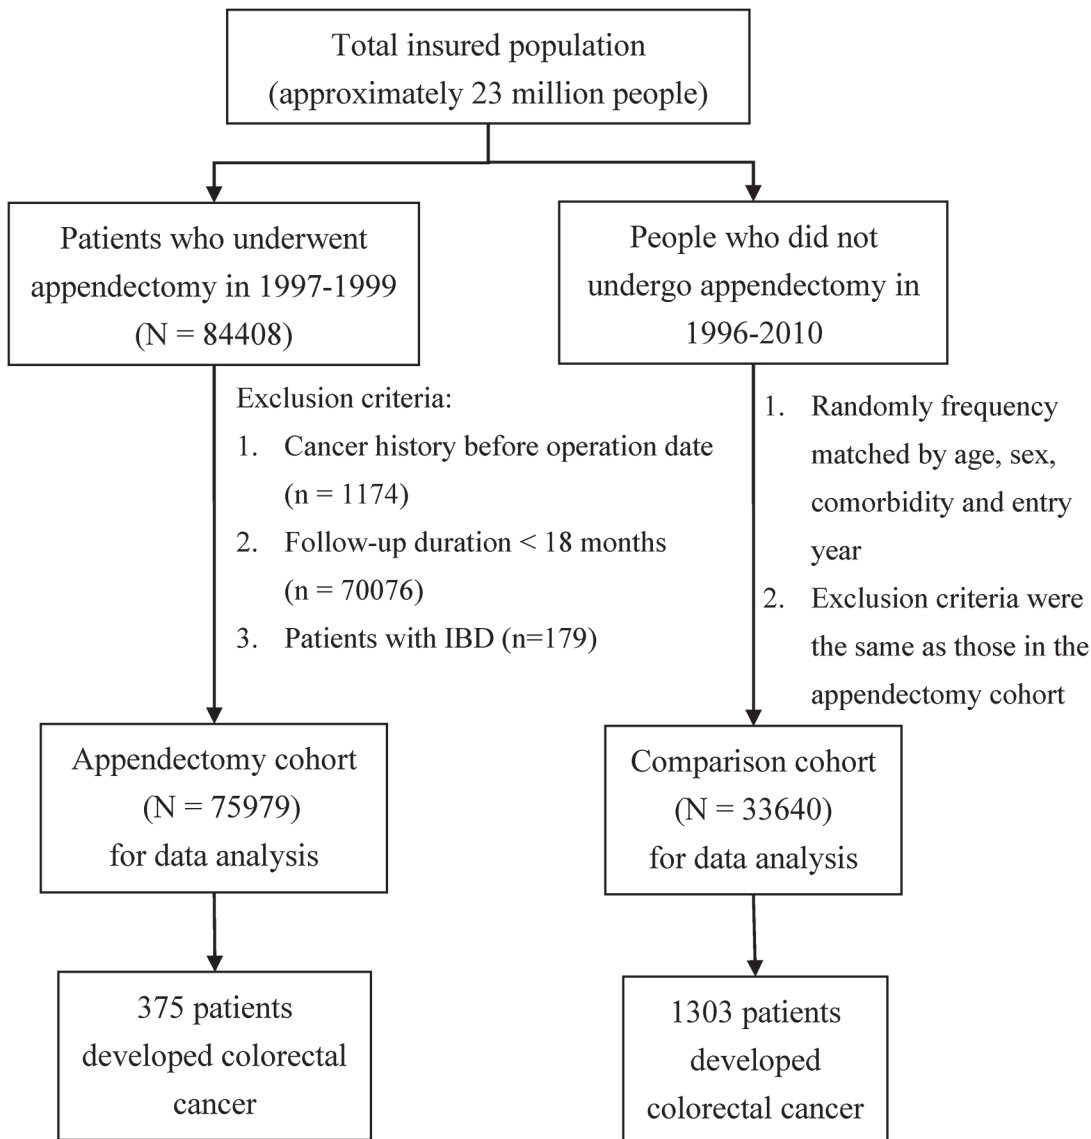 Total insured population
(approximately 23 million people)
Patients who underwent
appendectomy in 1997-1999
(N = 84408)
People who did not
undergo appendectomy in
1996-2010
Exclusion criteria:
1. Cancer history before operation date
(n = 1174)
2. Follow-up duration < 18 months
(n = 70076)
3. Patients with IBD (n=179)
1. Randomly frequency
matched by age, sex,
comorbidity and entry
year
2. Exclusion criteria were
the same as those in the
appendectomy cohort
Appendectomy cohort
(N = 75979)
for data analysis
Comparison cohort
(N = 33640)
for data analysis
375 patients
developed colorectal
cancer
1303 patients
developed
colorectal cancer